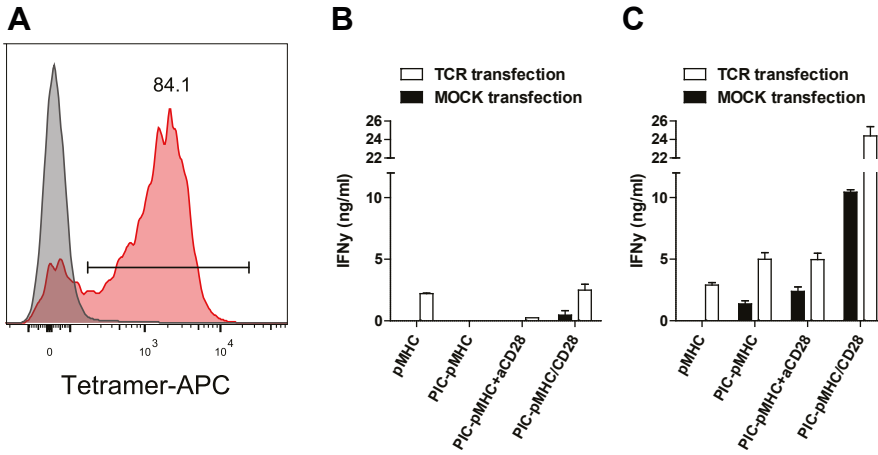 A
84.1
0
10 3
10 4
Tetramer-APC
B
TCR transfection
MOCK transfection
26
24
22
10
5
0
IFNy (ng/ml)
pMHC
PIC-pMHC
PIC-pMHC+aCD28
PIC-pMHC/CD28
C
TCR transfection
MOCK transfection
26
24
22
10
5
0
IFNy (ng/ml)
pMHC
PIC-pMHC
PIC-pMHC+aCD28
PIC-pMHC/CD28